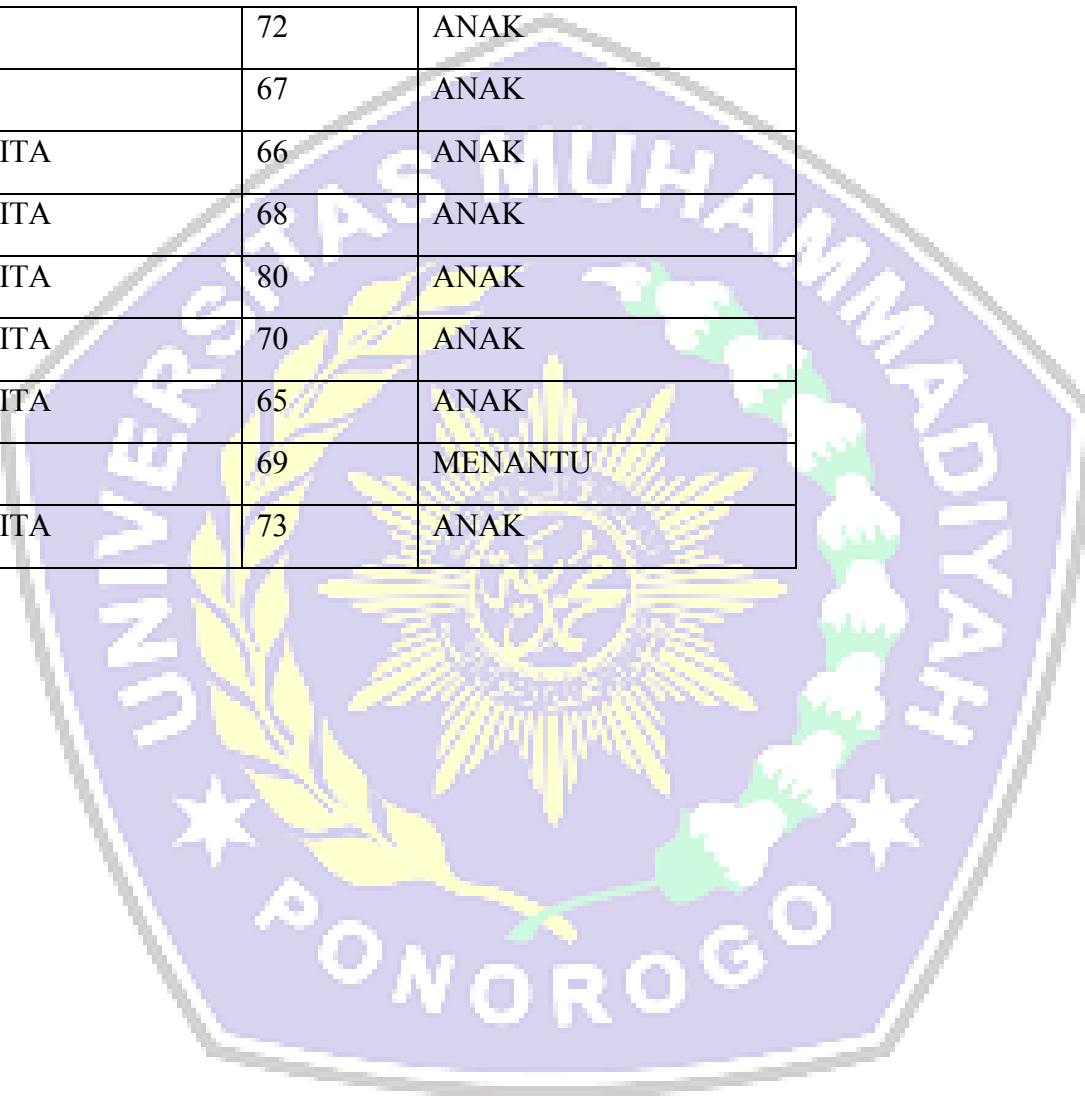 72 ANAK
67 ANAK
ITA 66 ANAK
ITA 68 ANAK
ITA 80 ANAK
ITA 70 ANAK
ITA 65 ANAK
69 MENANTU
ITA 73 ANAK
UNIVERSITAS MUHAMMADIYAH
PONOROGO